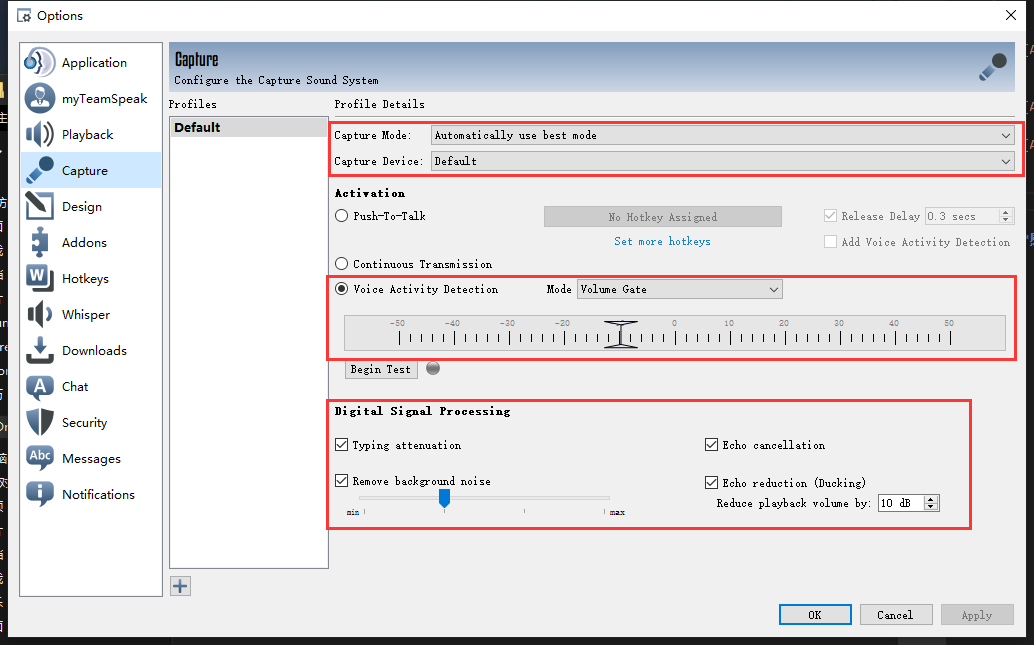 Options
Application
myTeamSpeak
Playback
Capture
Design
Addons
Hotkeys
Whisper
Downloads
Chat
Security
Messages
Notifications
Capture
Configure the Capture Sound System
Profiles
Default
Profile Details
Capture Mode: Automatically use best mode
Capture Device: Default
Activation
Push-To-Talk No Hotkey Assigned Release Delay 0.3 secs
Set more hotkeys Add Voice Activity Detection
Continuous Transmission
Voice Activity Detection Mode Volume Gate
-50 -40 -30 -20 0 10 20 30 40 50
Begin Test
Digital Signal Processing
Typing attenuation Echo cancellation
Remove background noise Echo reduction (Ducking)
min max Reduce playback volume by: 10 dB
OK Cancel Apply